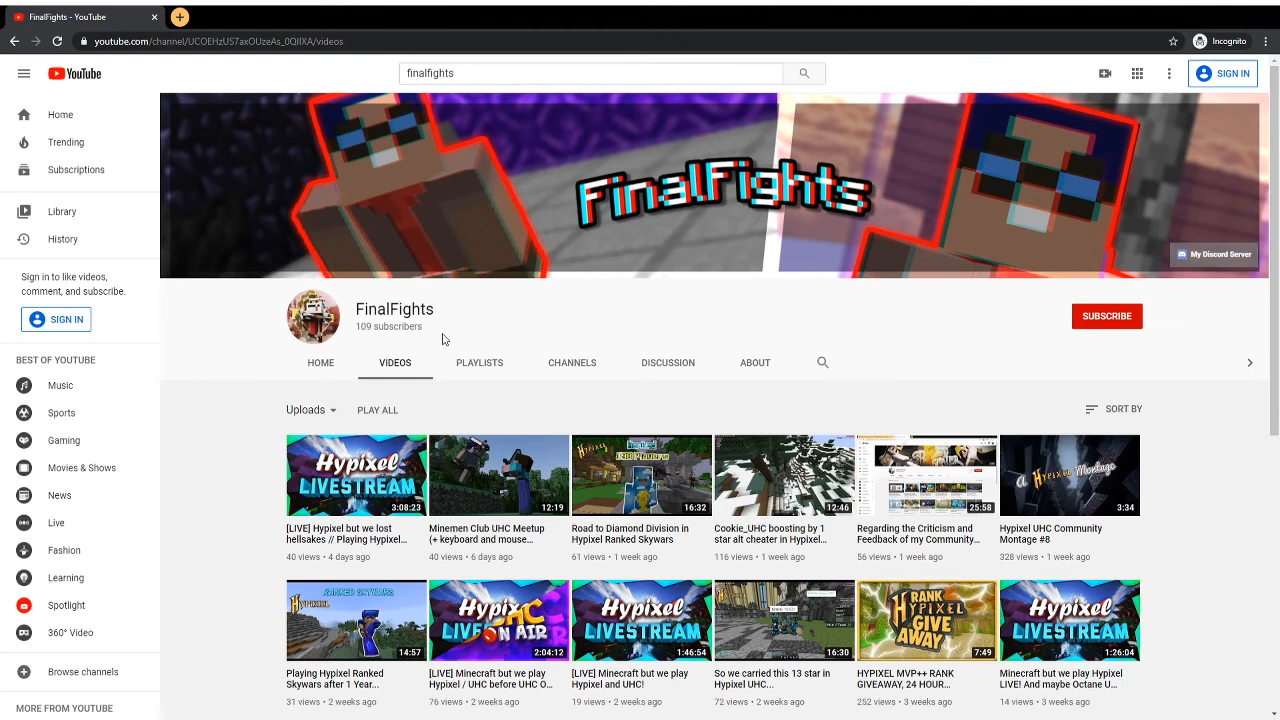 FinalFights - YouTube
youtube.com/channel/UCOEHzUS7axOUzeAs_0QIIXA/videos
Incognito
YouTube
finalfights
SIGN IN
Home
Trending
Subscriptions
Library
History
Sign in to like videos,
comment, and subscribe.
SIGN IN
BEST OF YOUTUBE
Music
Sports
Gaming
Movies & Shows
News
Live
Fashion
Learning
Spotlight
360° Video
Browse channels
MORE FROM YOUTUBE
FinalFights
My Discord Server
FinalFights
109 subscribers
SUBSCRIBE
HOME VIDEOS PLAYLISTS CHANNELS DISCUSSION ABOUT
Uploads PLAY ALL SORT BY
Hypixel
LIVESTREAM
3:08:23
[LIVE] Hypixel but we lost
hellsakes // Playing Hypixel...
40 views • 4 days ago
12:19
Minemen Club UHC Meetup
(+ keyboard and mouse...
40 views • 6 days ago
16:32
Road to Diamond Division in
Hypixel Ranked Skywars
61 views • 1 week ago
12:46
Cookie_UHC boosting by 1
star alt cheater in Hypixel...
116 views • 1 week ago
25:58
Regarding the Criticism and
Feedback of my Community...
56 views • 1 week ago
a Hypixel Montage
3:34
Hypixel UHC Community
Montage #8
328 views • 1 week ago
Hypixel
RANKED SKYWARS
14:57
Playing Hypixel Ranked
Skywars after 1 Year...
31 views • 2 weeks ago
Hypixel
LIVE UHC
ON AIR
2:04:12
[LIVE] Minecraft but we play
Hypixel / UHC before UHC O...
76 views • 2 weeks ago
Hypixel
LIVESTREAM
1:46:54
[LIVE] Minecraft but we play
Hypixel and UHC!
19 views • 2 weeks ago
16:30
So we carried this 13 star in
Hypixel UHC...
72 views • 2 weeks ago
RANK
HYPIXEL
GIVE
AWAY
7:49
HYPIXEL MVP++ RANK
GIVEAWAY, 24 HOUR...
252 views • 3 weeks ago
Hypixel
LIVESTREAM
1:26:04
Minecraft but we play Hypixel
LIVE! And maybe Octane U...
14 views • 3 weeks ago